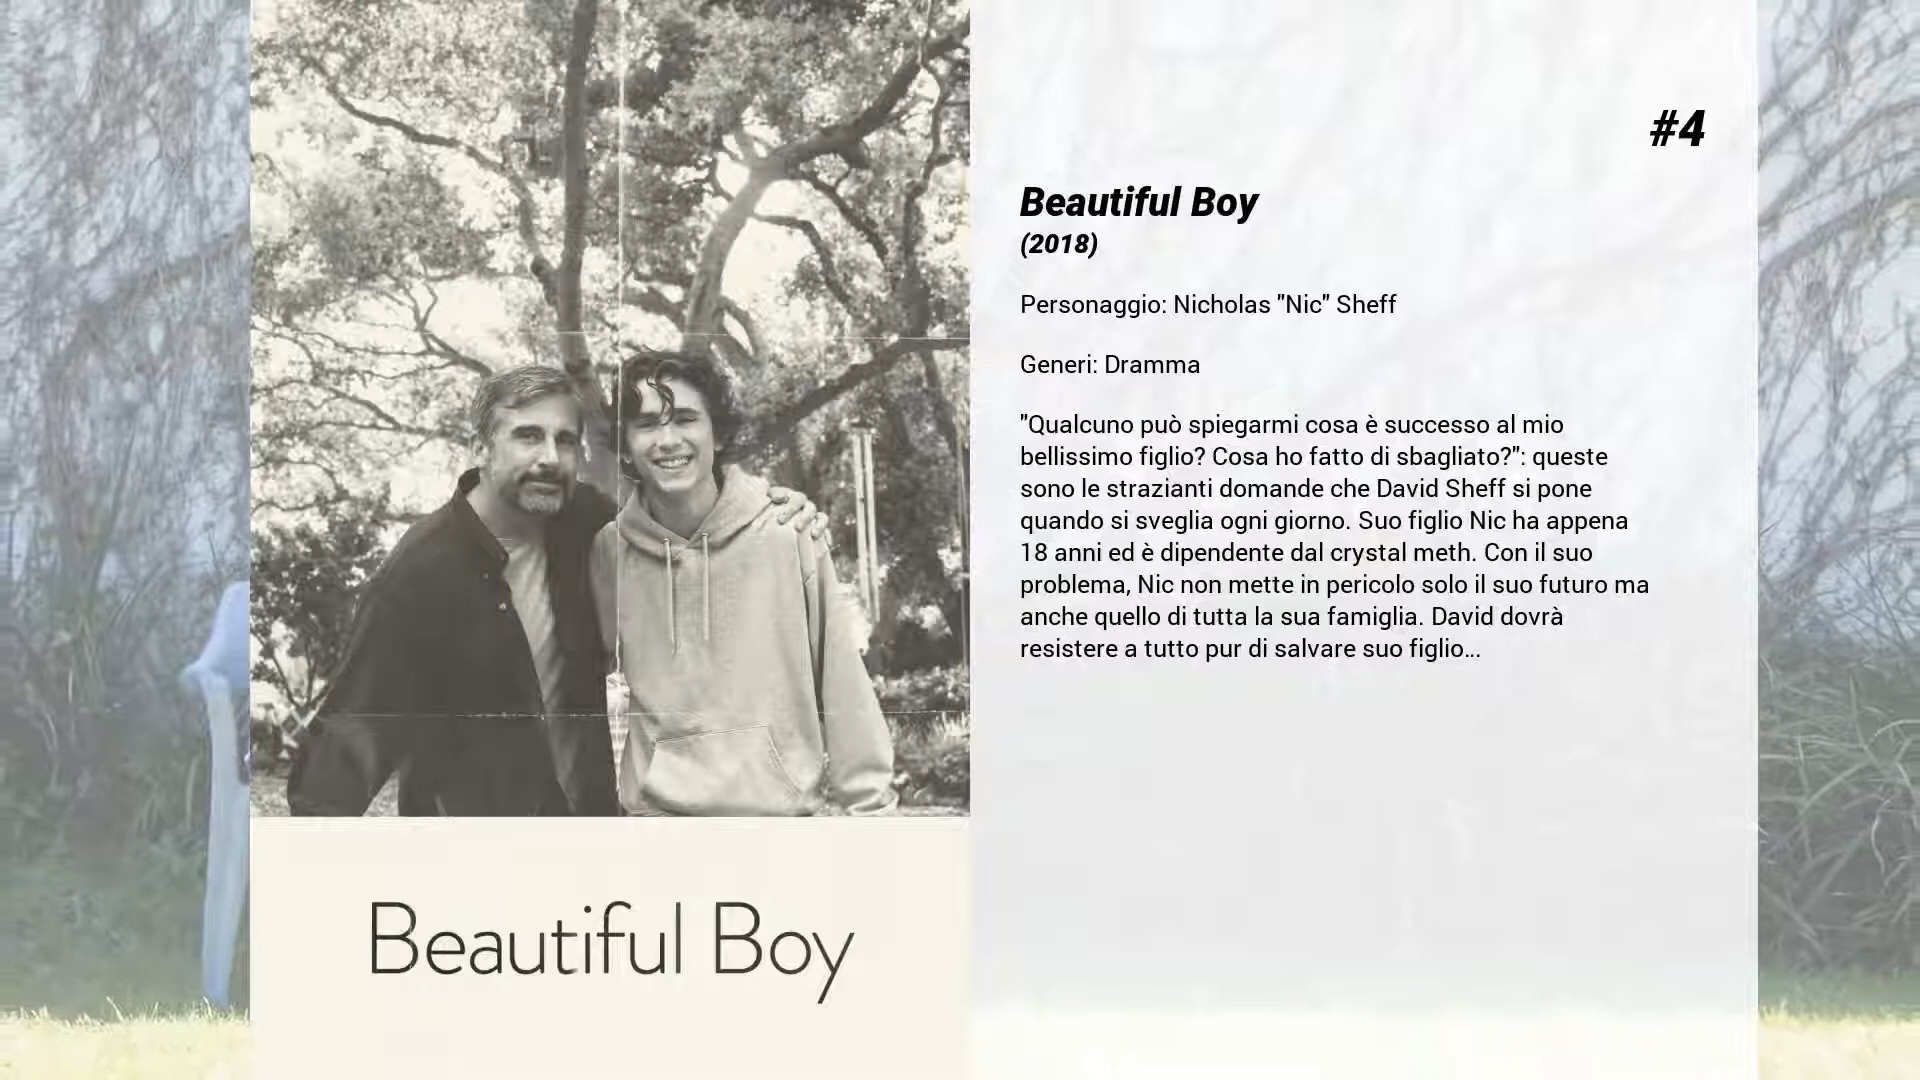 #4
Beautiful Boy
(2018)
Personaggio: Nicholas "Nic" Sheff
Generi: Dramma
"Qualcuno può spiegarmi cosa è successo al mio
bellissimo figlio? Cosa ho fatto di sbagliato?": queste
sono le strazianti domande che David Sheff si pone
quando si sveglia ogni giorno. Suo figlio Nic ha appena
18 anni ed è dipendente dal crystal meth. Con il suo
problema, Nic non mette in pericolo solo il suo futuro ma
anche quello di tutta la sua famiglia. David dovrà
resistere a tutto pur di salvare suo figlio...
Beautiful Boy